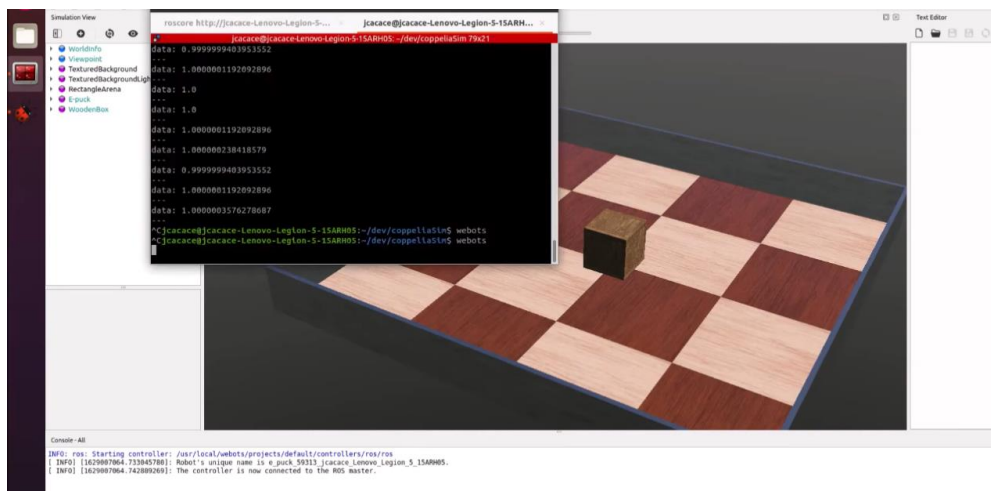 Simulation View
WorldInfo
Viewpoint
TexturedBackground
TexturedBackgroundLigh
RectangleArena
E-puck
WoodenBox
roscore http://jcacace-Lenovo-Legion-5-...
jcacace@jcacace-Lenovo-Legion-5-15ARH...
jcacace@jcacace-Lenovo-Legion-5-15ARH05: ~/dev/coppeliaSim 79x21
data: 0.9999999403953552
---
data: 1.0000001192092896
---
data: 1.0
---
data: 1.0
---
data: 1.0000001192092896
---
data: 1.000000238418579
---
data: 0.9999999403953552
---
data: 1.0000001192092896
---
data: 1.0000003576278687
---
^Cjcacace@jcacace-Lenovo-Legion-5-15ARH05:~/dev/coppeliaSim$ webots
^Cjcacace@jcacace-Lenovo-Legion-5-15ARH05:~/dev/coppeliaSim$ webots
Text Editor
Console - All
INFO: ros: Starting controller: /usr/local/webots/projects/default/controllers/ros/ros
[ INFO] [1629007064.733045780]: Robot's unique name is e_puck_59313_jcacace_Lenovo_Legion_5_15ARH05.
[ INFO] [1629007064.742809269]: The controller is now connected to the ROS master.